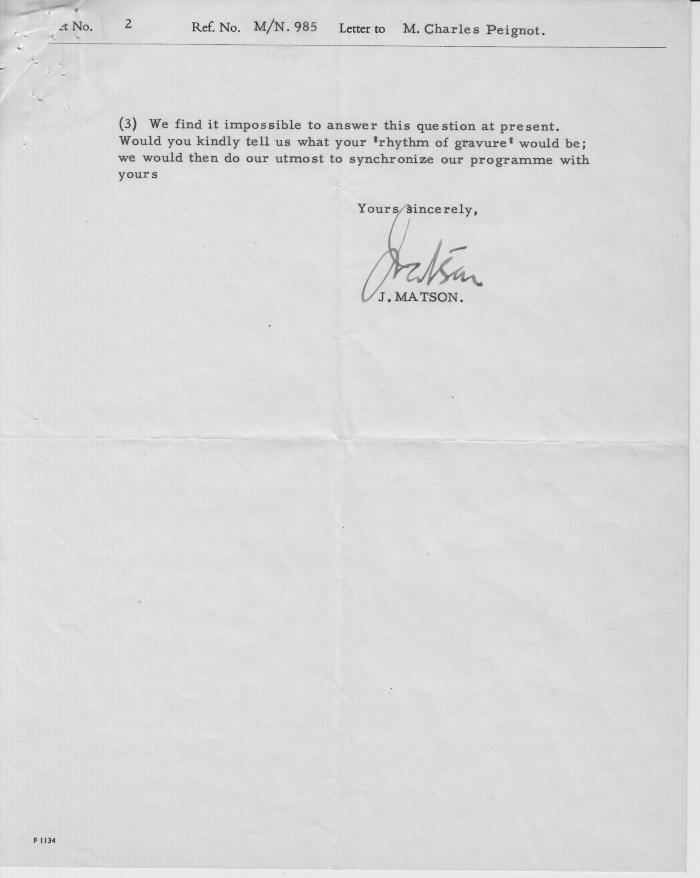 et No. 2 Ref. No. M/N. 985 Letter to M. Charles Peignot.
(3) We find it impossible to answer this question at present.
Would you kindly tell us what your 'rhythm of gravure' would be;
we would then do our utmost to synchronize our programme with
yours
Yours sincerely,
J Matson
J. MATSON.
F 1134